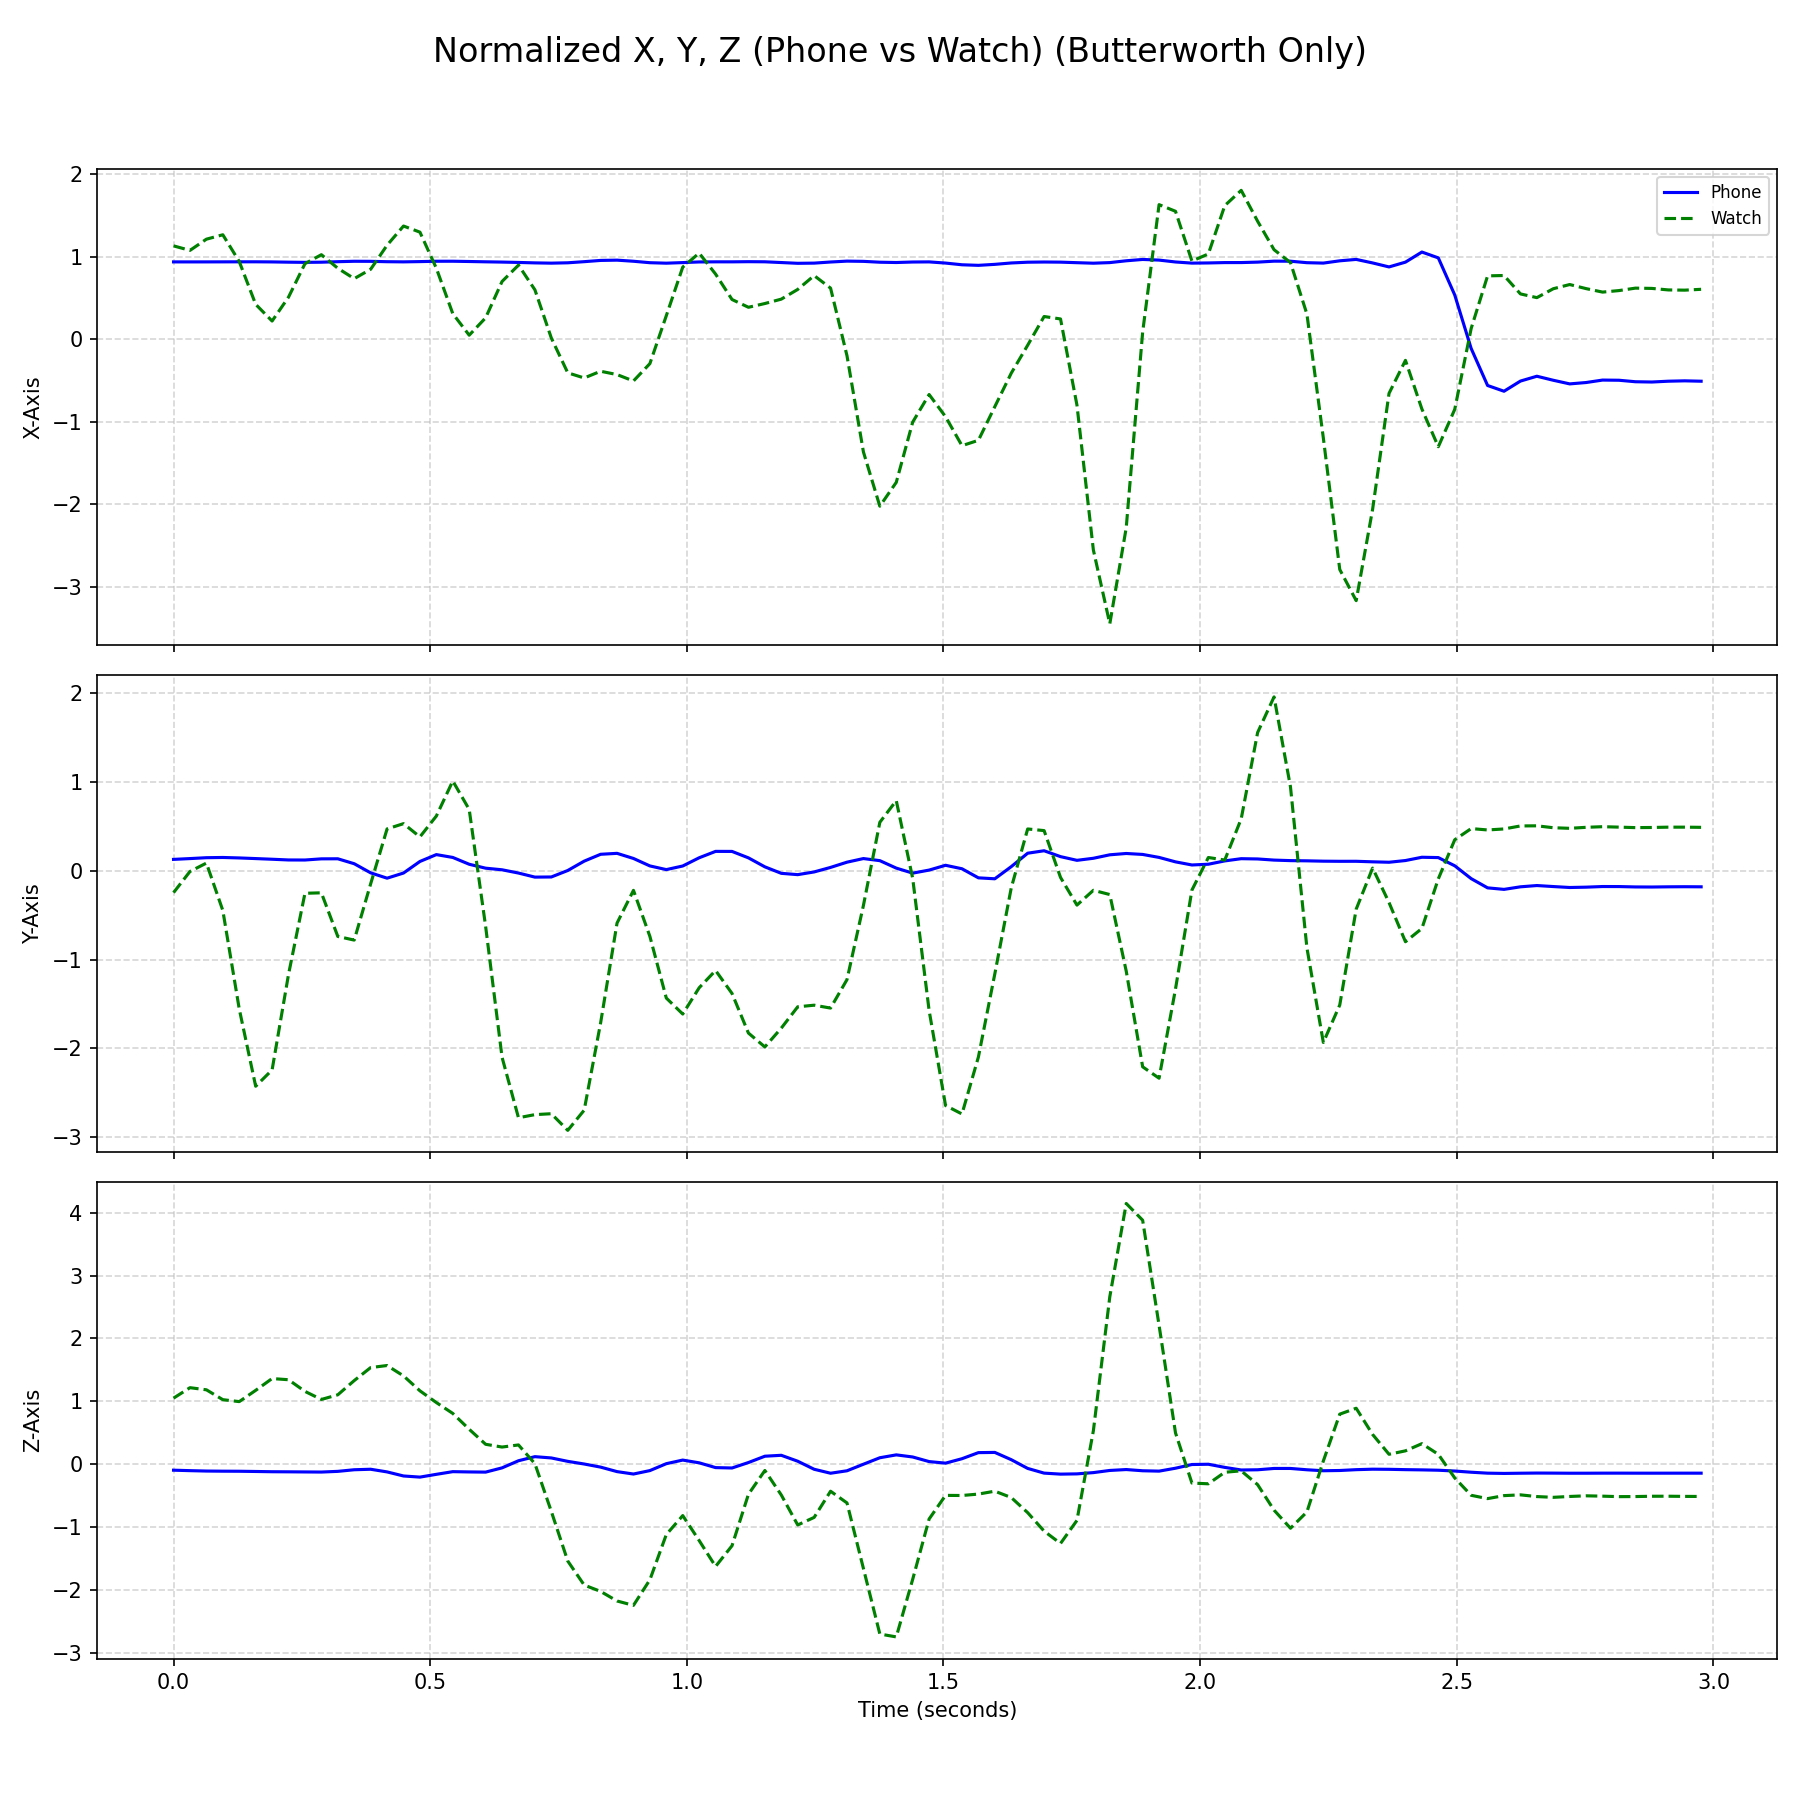 Normalized X, Y, Z (Phone vs Watch) (Butterworth Only)
2
1
0
−1
−2
−3
X-Axis
Phone
Watch
2
1
0
−1
−2
−3
Y-Axis
4
3
2
1
0
−1
−2
−3
Z-Axis
0.0 0.5 1.0 1.5 2.0 2.5 3.0
Time (seconds)